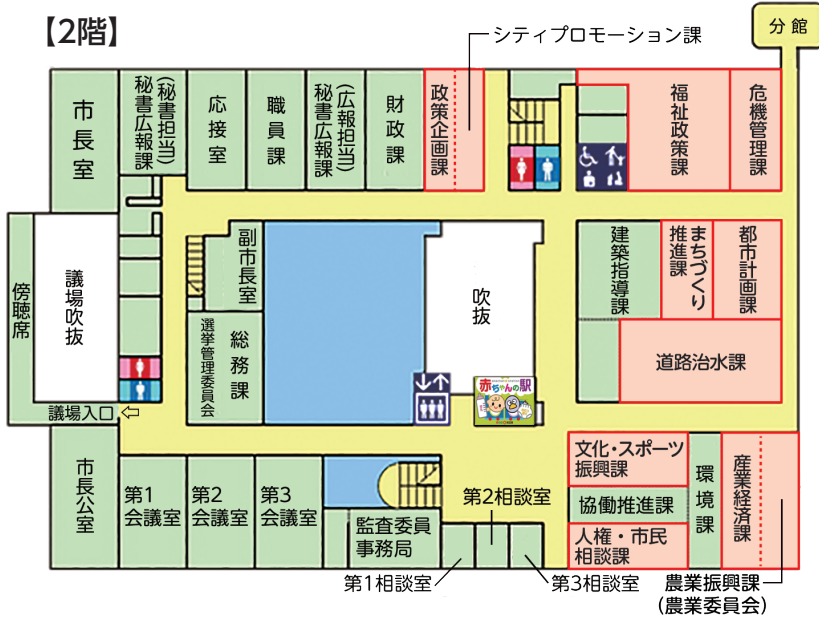 【2階】
分館
シティプロモーション課
市長室
秘書広報課
(秘書担当)
応接室
職員課
秘書広報課
(広報担当)
財政課
政策企画課
福祉政策課
危機管理課
傍聴席
議場吹抜
副市長室
選挙管理委員会
総務課
吹抜
建築指導課
まちづくり
推進課
都市計画課
道路治水課
赤ちゃんの駅
議場入口
市長公室
第1
会議室
第2
会議室
第3
会議室
監査委員
事務局
第2相談室
第1相談室
第3相談室
文化・スポーツ
振興課
協働推進課
人権・市民
相談課
環境課
産業経済課
農業振興課
(農業委員会)